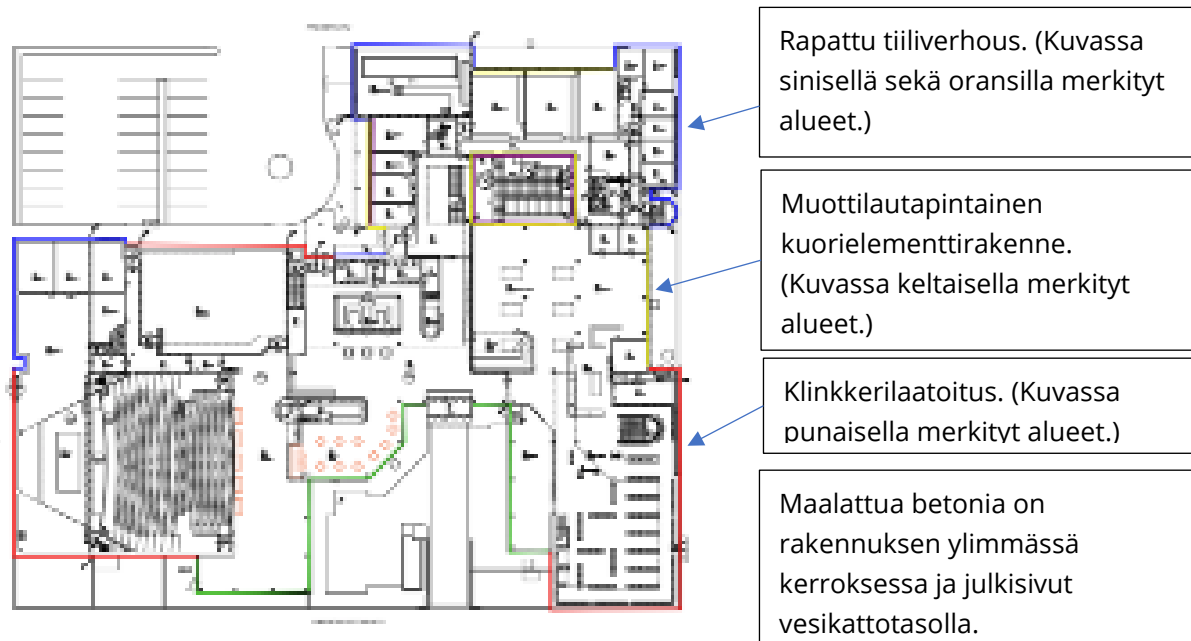 Rapattu tiiliverhous. (Kuvassa
sinisellä sekä oransilla merkityt
alueet.)
Muottilautapintainen
kuorielementtirakenne.
(Kuvassa keltaisella merkityt
alueet.)
Klinkkerilaatoitus. (Kuvassa
punaisella merkityt alueet.)
Maalattua betonia on
rakennuksen ylimmässä
kerroksessa ja julkisivut
vesikattotasolla.